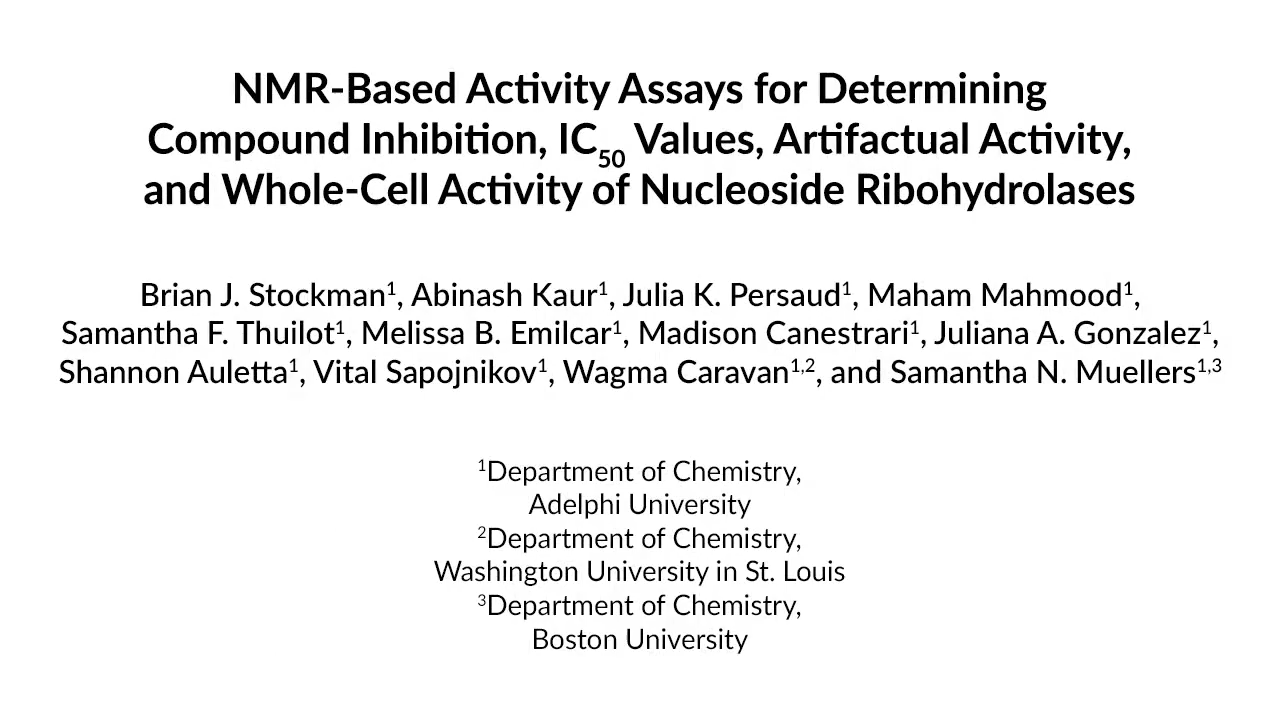 NMR-Based Activity Assays for Determining
Compound Inhibition, IC50 Values, Artifactual Activity,
and Whole-Cell Activity of Nucleoside Ribohydrolases
Brian J. Stockman1, Abinash Kaur1, Julia K. Persaud1, Maham Mahmood1,
Samantha F. Thuilot1, Melissa B. Emilcar1, Madison Canestrari1, Juliana A. Gonzalez1,
Shannon Auletta1, Vital Sapojnikov1, Wagma Caravan1,2, and Samantha N. Muellers1,3
1Department of Chemistry,
Adelphi University
2Department of Chemistry,
Washington University in St. Louis
3Department of Chemistry,
Boston University